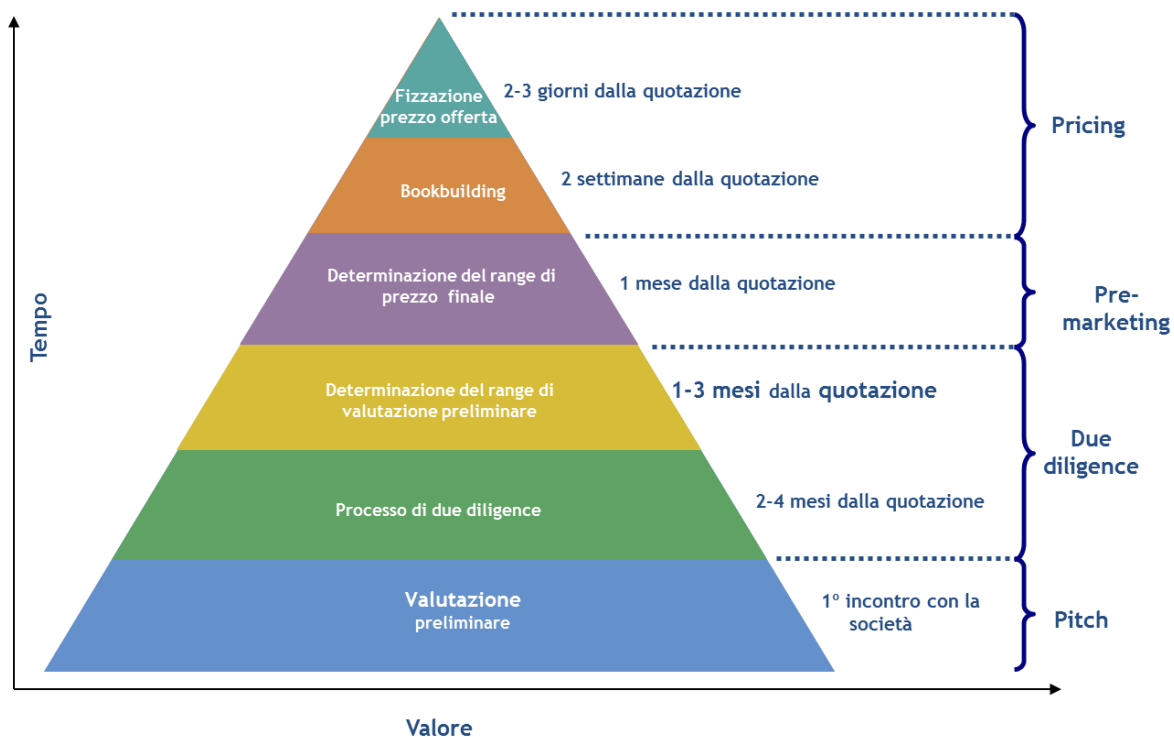 Fizzazione
prezzo offerta
2-3 giorni dalla quotazione
Pricing
Bookbuilding
2 settimane dalla quotazione
Determinazione del range di
prezzo finale
1 mese dalla quotazione
Pre-
marketing
Tempo
Determinazione del range di
valutazione preliminare
1-3 mesi dalla quotazione
Due
diligence
Processo di due diligence
2-4 mesi dalla quotazione
Valutazione
preliminare
1º incontro con la
società
Pitch
Valore